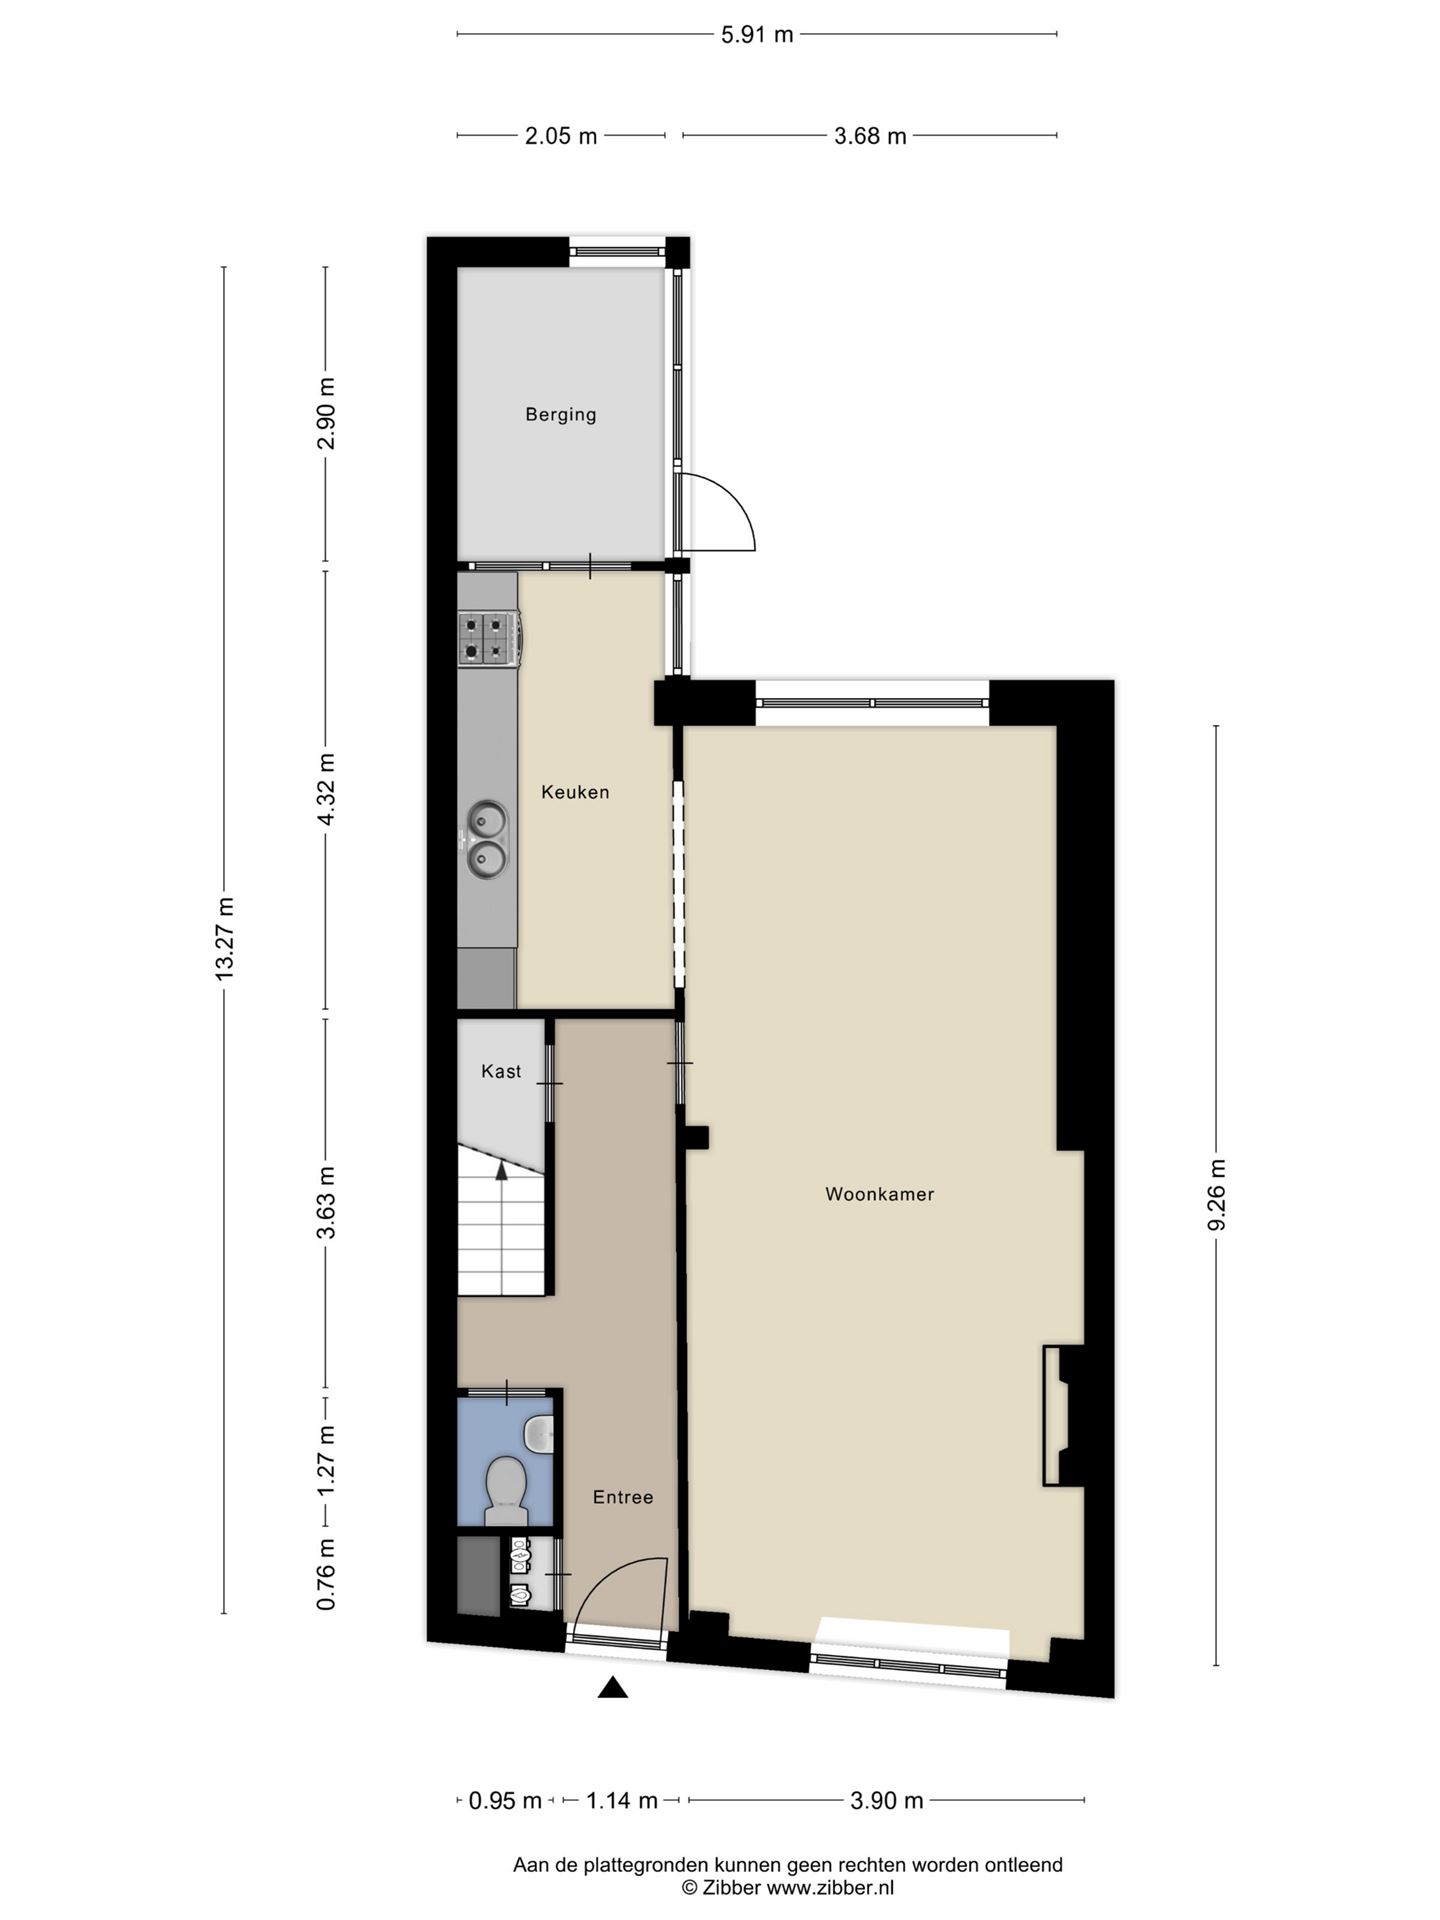 5.91 m
2.05 m
3.68 m
2.90 m
Berging
4.32 m
Keuken
13.27 m
Kast
3.63 m
Woonkamer
9.26 m
1.27 m
Entree
0.76 m
0.95 m
1.14 m
3.90 m
Aan de plattegronden kunnen geen rechten worden ontleend
© Zibber www.zibber.nl